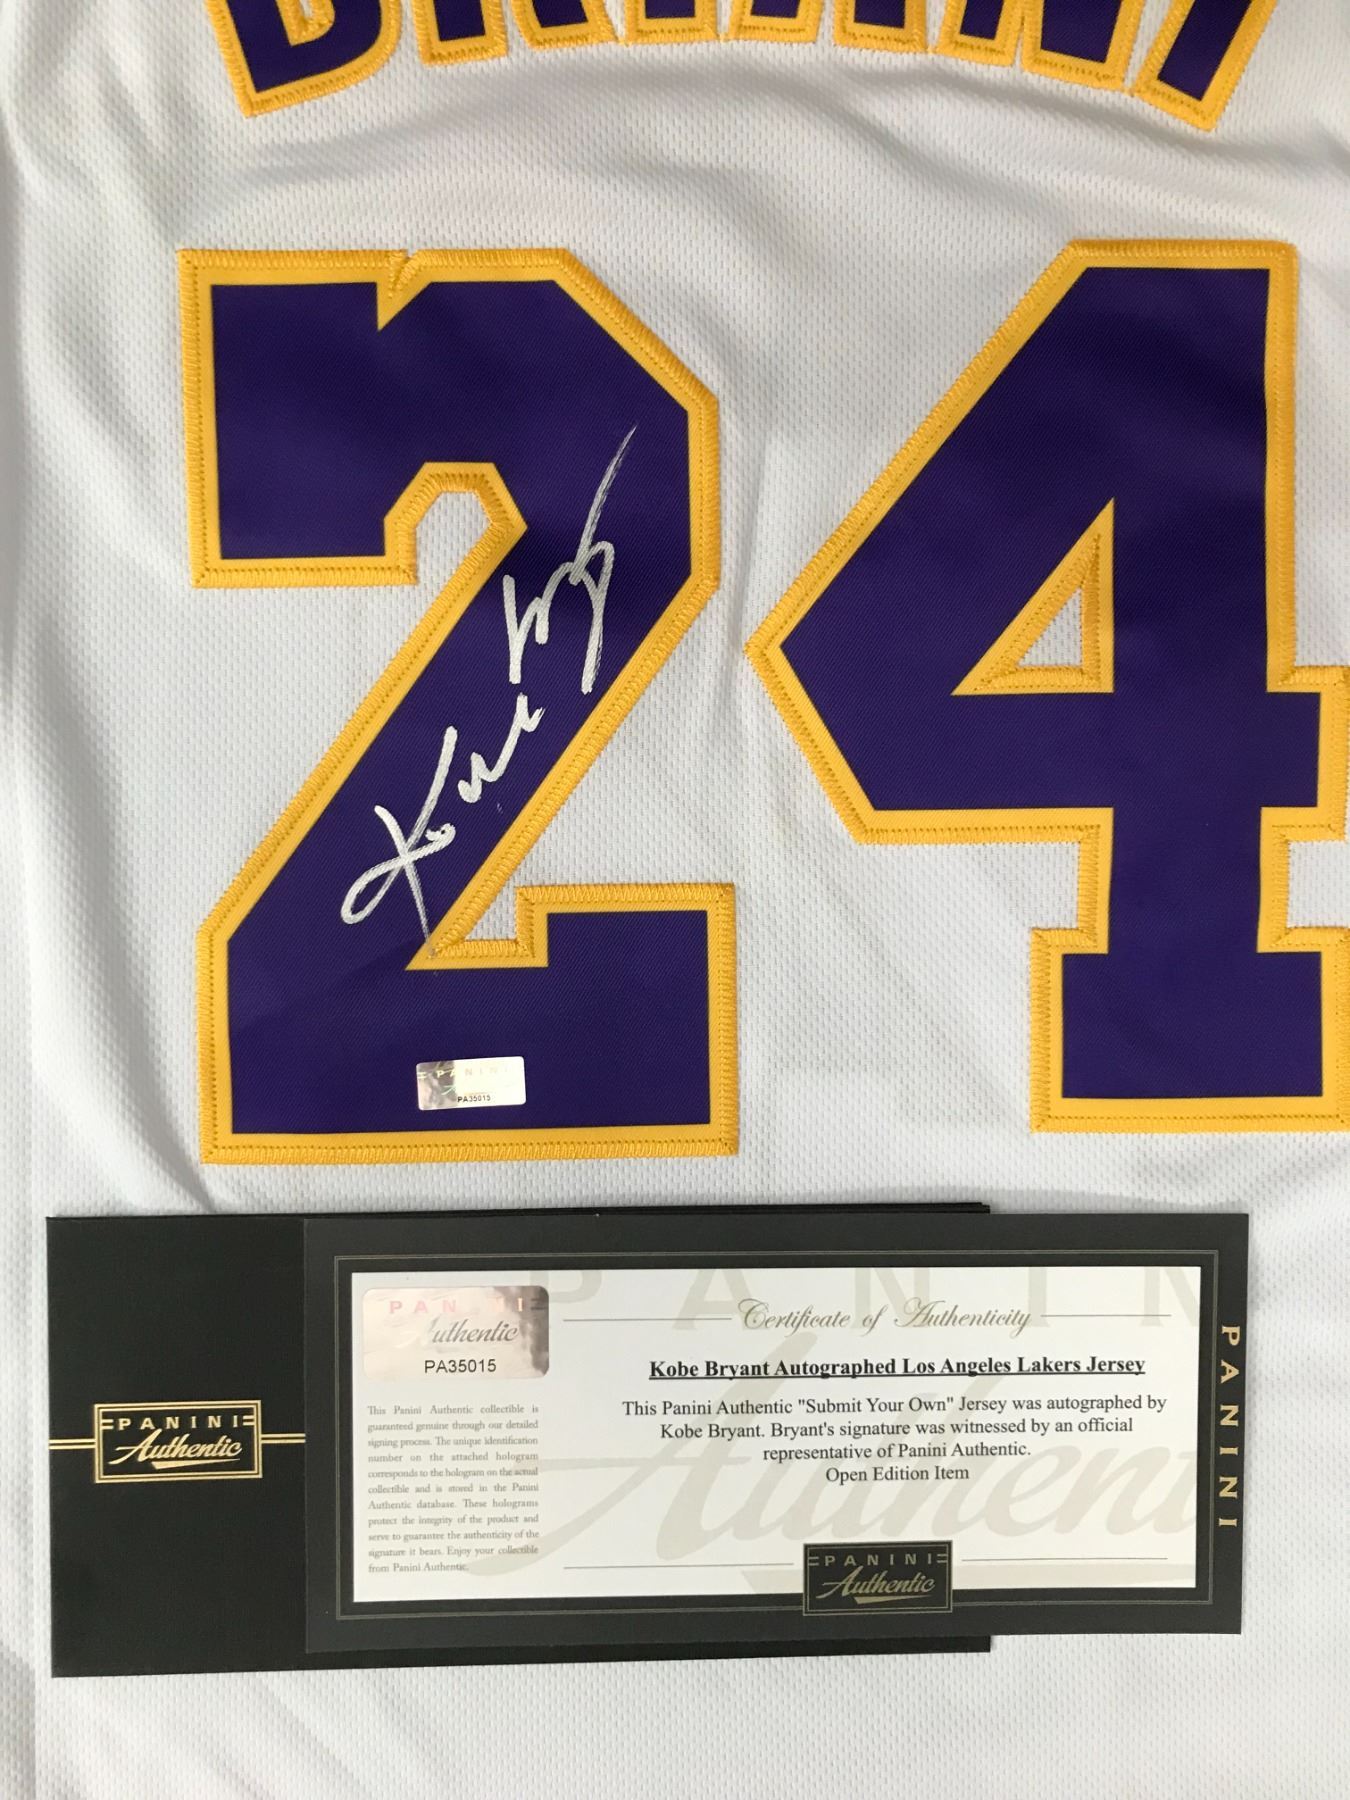 BRYANT
24
Kobe Bryant
PANINI
PA35015
PANINI
Authentic
PANINI
Authentic
PA35015
This Panini Authentic collectible is
guaranteed genuine through our detailed
signing process. The unique identification
number on the attached hologram
corresponds to the hologram on the actual
collectible and is stored in the Panini
Authentic database. These holograms
protect the integrity of the product and
serve to guarantee the authenticity of the
signature it bears. Enjoy your collectible
from Panini Authentic.
Certificate of Authenticity
Kobe Bryant Autographed Los Angeles Lakers Jersey
This Panini Authentic "Submit Your Own" Jersey was autographed by
Kobe Bryant. Bryant's signature was witnessed by an official
representative of Panini Authentic.
Open Edition Item
PANINI
Authentic
PANINI